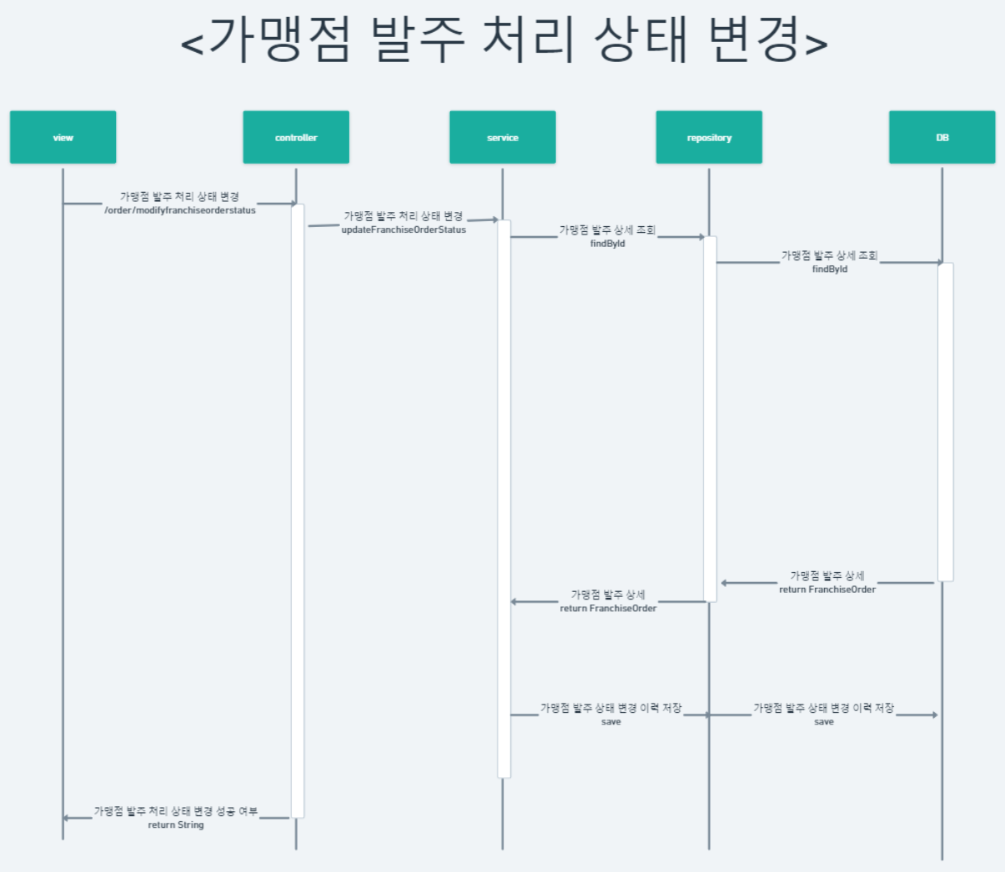 <가맹점 발주 처리 상태 변경>
view
controller
service
repository
DB
가맹점 발주 처리 상태 변경
/order/modifyfranchiseorderstatus
가맹점 발주 처리 상태 변경
updateFranchiseOrderStatus
가맹점 발주 상세 조회
findById
가맹점 발주 상세 조회
findById
가맹점 발주 상세
return FranchiseOrder
가맹점 발주 상세
return FranchiseOrder
가맹점 발주 상태 변경 이력 저장
save
가맹점 발주 상태 변경 이력 저장
save
가맹점 발주 처리 상태 변경 성공 여부
return String